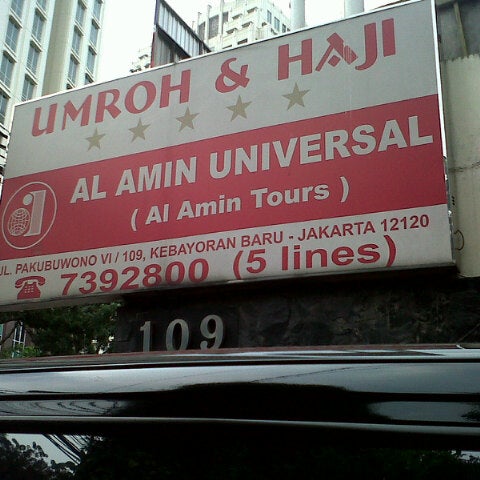 UMROH & HAJI
AL AMIN UNIVERSAL
( Al Amin Tours )
JL. PAKUBUWONO VI / 109, KEBAYORAN BARU - JAKARTA 12120
7392800 (5 lines)
109